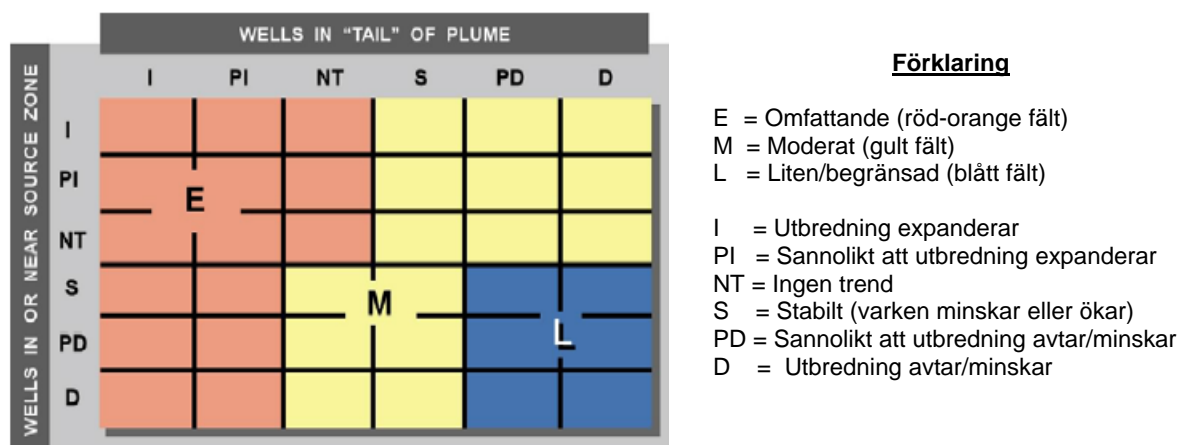 WELLS IN "TAIL" OF PLUME
I PI NT S PD D
WELLS IN OR NEAR SOURCE ZONE
I
PI
NT
S
PD
D
E
M
L
Förklaring
E = Omfattande (röd-orange fält)
M = Moderat (gult fält)
L = Liten/begränsad (blått fält)
I = Utbredning expanderar
PI = Sannolikt att utbredning expanderar
NT = Ingen trend
S = Stabilt (varken minskar eller ökar)
PD = Sannolikt att utbredning avtar/minskar
D = Utbredning avtar/minskar